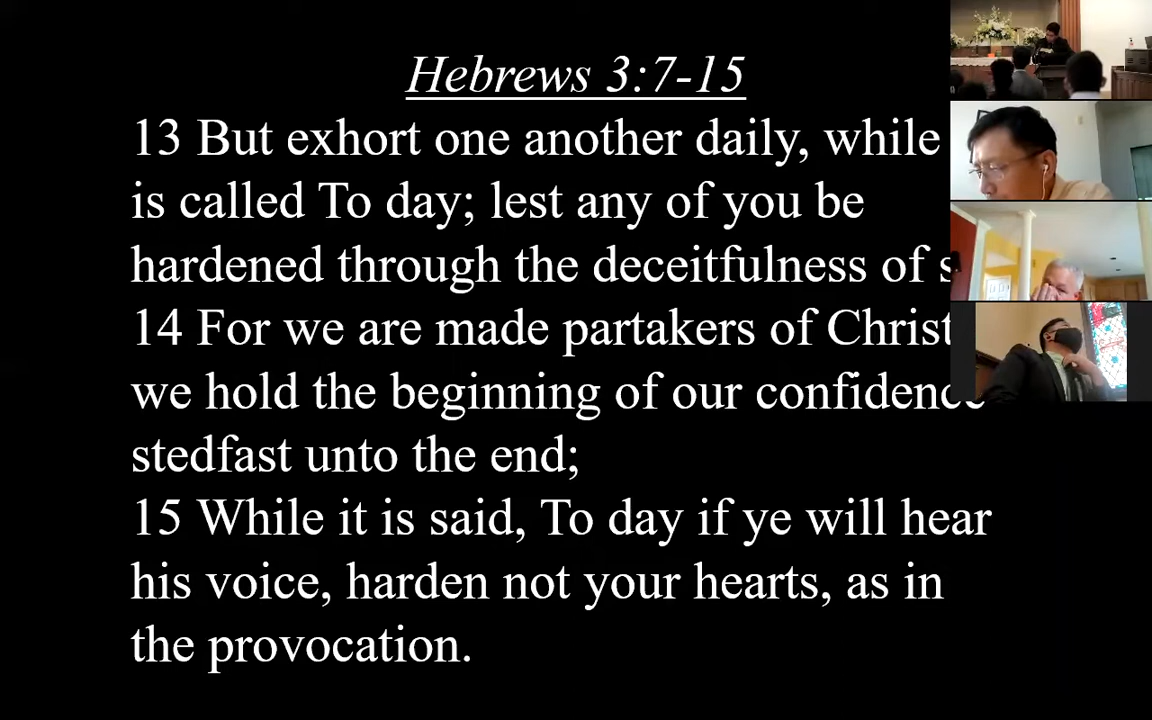 Hebrews 3:7-15
13 But exhort one another daily, while
is called To day; lest any of you be
hardened through the deceitfulness of
14 For we are made partakers of Christ
we hold the beginning of our confidence
stedfast unto the end;
15 While it is said, To day if ye will hear
his voice, harden not your hearts, as in
the provocation.